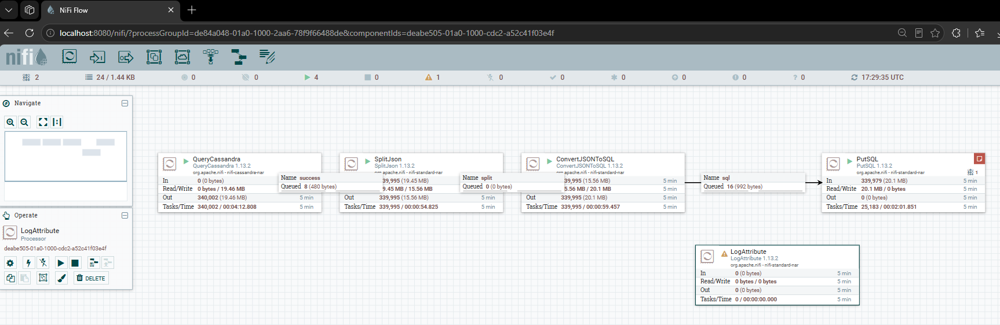 NiFi Flow
localhost:8080/nifi/?processGroupId=de84a048-01a0-1000-2aa6-78f9f66488de&componentIds=deabe505-01a0-1000-cdc2-a52c41f03e4f
nifi
2 24 / 1.44 KB 0 0 4 0 1 0 0 0 0 0 0 17:29:35 UTC
Navigate
Operate
LogAttribute
Processor
deabe505-01a0-1000-cdc2-a52c41f03e4f
DELETE
QueryCassandra
QueryCassandra 1.13.2
org.apache.nifi - nifi-cassandra-nar
In 0 (0 bytes)
Read/Write 0 bytes / 19.46 MB
Out 340,002 (19.46 MB) 5 min
Tasks/Time 340,002 / 00:04:12.808 5 min
Name success
Queued 8 (480 bytes)
SplitJson
SplitJson 1.13.2
org.apache.nifi - nifi-standard-nar
339,995 (19.45 MB)
9.45 MB / 15.56 MB
Out 339,995 (15.56 MB) 5 min
Tasks/Time 339,995 / 00:00:54.825 5 min
Name split
Queued 0 (0 bytes)
ConvertJSONToSQL
ConvertJSONToSQL 1.13.2
org.apache.nifi - nifi-standard-nar
339,995 (15.56 MB) 5 min
5.56 MB / 20.1 MB 5 min
Out 339,995 (20.1 MB) 5 min
Tasks/Time 339,995 / 00:00:59.457 5 min
Name sql
Queued 16 (992 bytes)
PutSQL
PutSQL 1.13.2
org.apache.nifi - nifi-standard-nar
1
In 339,979 (20.1 MB) 5 min
Read/Write 20.1 MB / 0 bytes 5 min
Out 0 (0 bytes) 5 min
Tasks/Time 25,183 / 00:02:01.851 5 min
LogAttribute
LogAttribute 1.13.2
org.apache.nifi - nifi-standard-nar
In 0 (0 bytes) 5 min
Read/Write 0 bytes / 0 bytes 5 min
Out 0 (0 bytes) 5 min
Tasks/Time 0 / 00:00:00.000 5 min